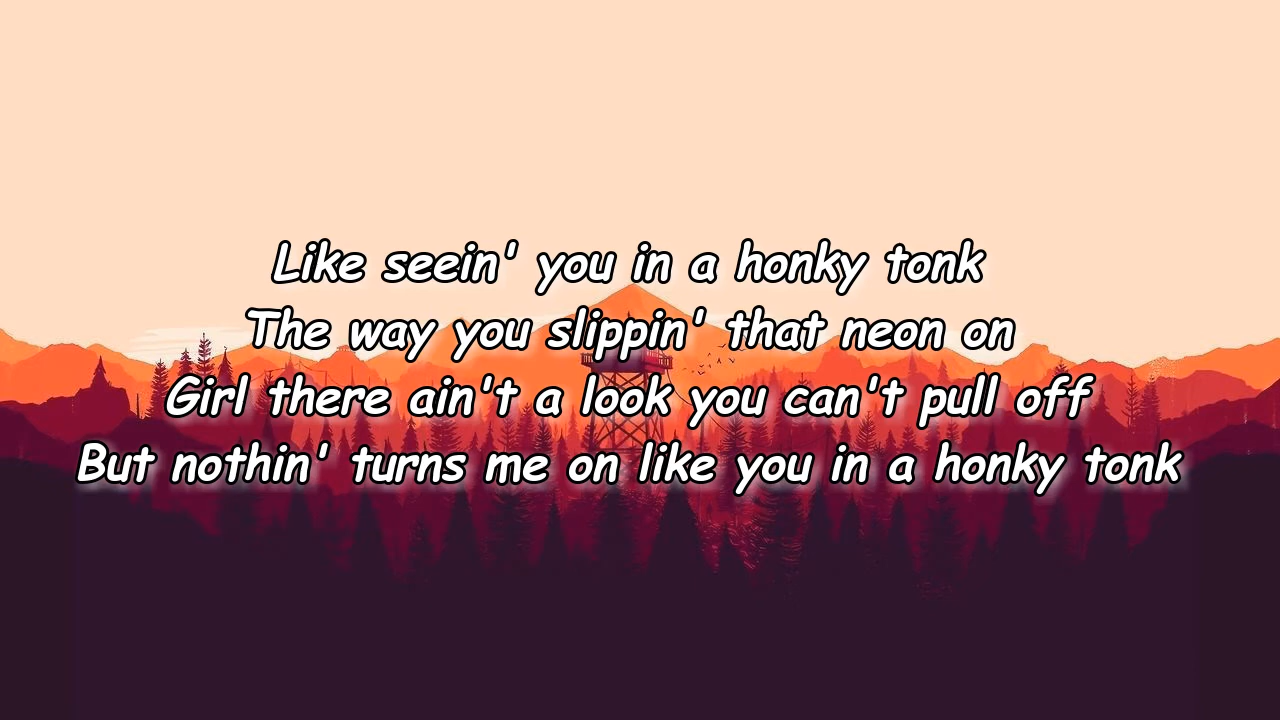 Like seein' you in a honky tonk
The way you slippin' that neon on
Girl there ain't a look you can't pull off
But nothin' turns me on like you in a honky tonk